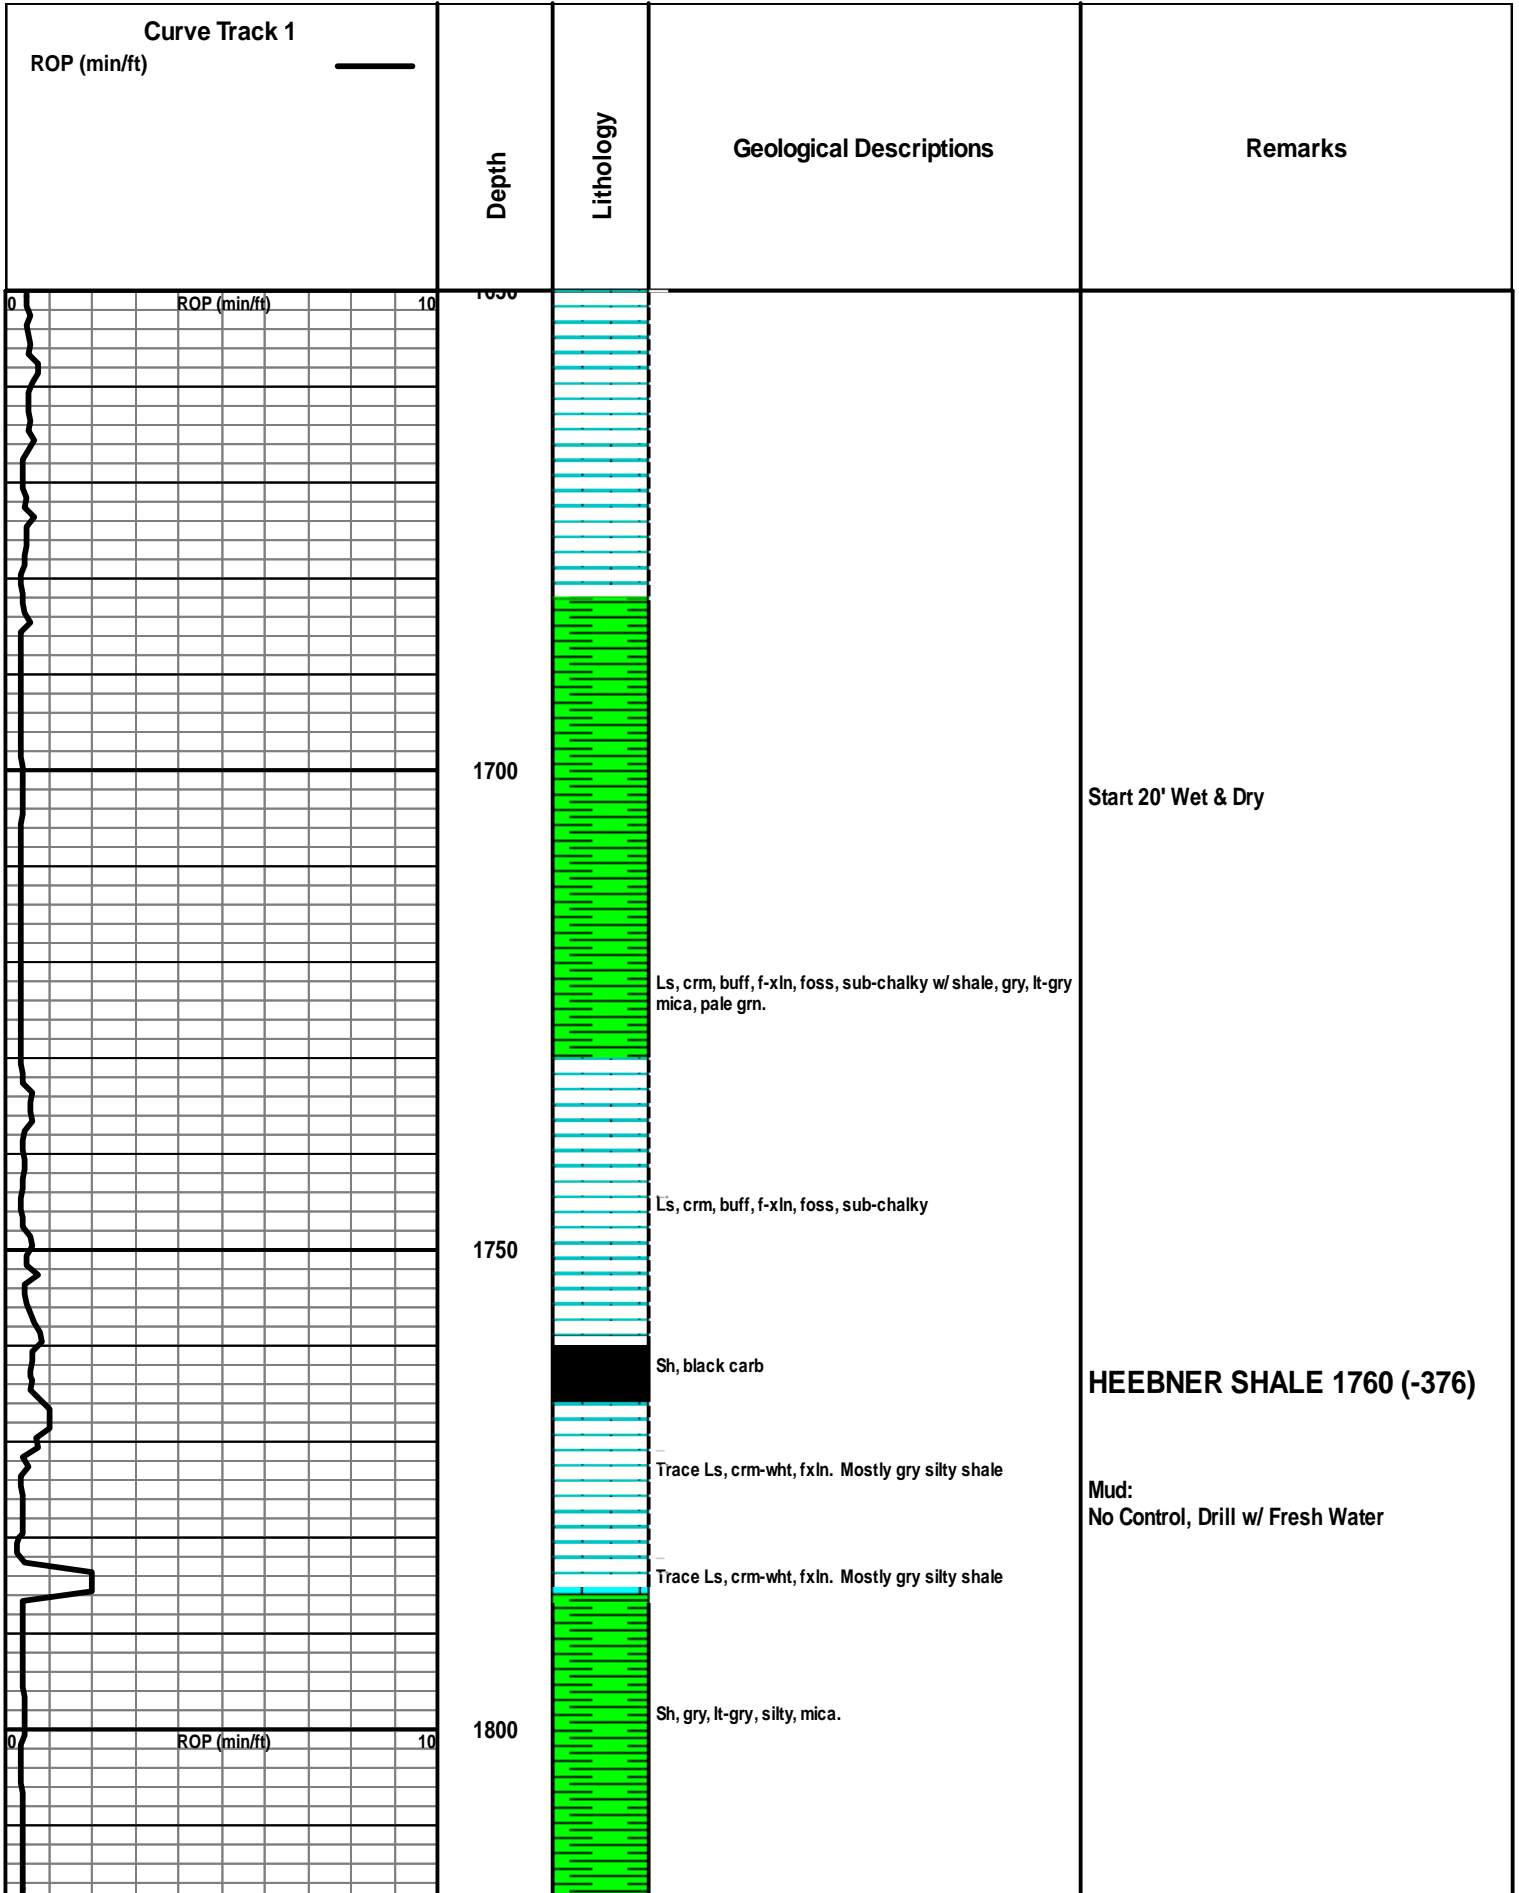 Curve Track 1
ROP (min/ft)
Depth
Lithology
Geological Descriptions
Remarks
0 ROP (min/ft) 10
1650
1700
Start 20' Wet & Dry
Ls, crm, buff, f-xln, foss, sub-chalky w/ shale, gry, lt-gry
mica, pale grn.
Ls, crm, buff, f-xln, foss, sub-chalky
1750
Sh, black carb
HEEBNER SHALE 1760 (-376)
Trace Ls, crm-wht, fxln. Mostly gry silty shale
Mud:
No Control, Drill w/ Fresh Water
Trace Ls, crm-wht, fxln. Mostly gry silty shale
Sh, gry, lt-gry, silty, mica.
1800
0 ROP (min/ft) 10